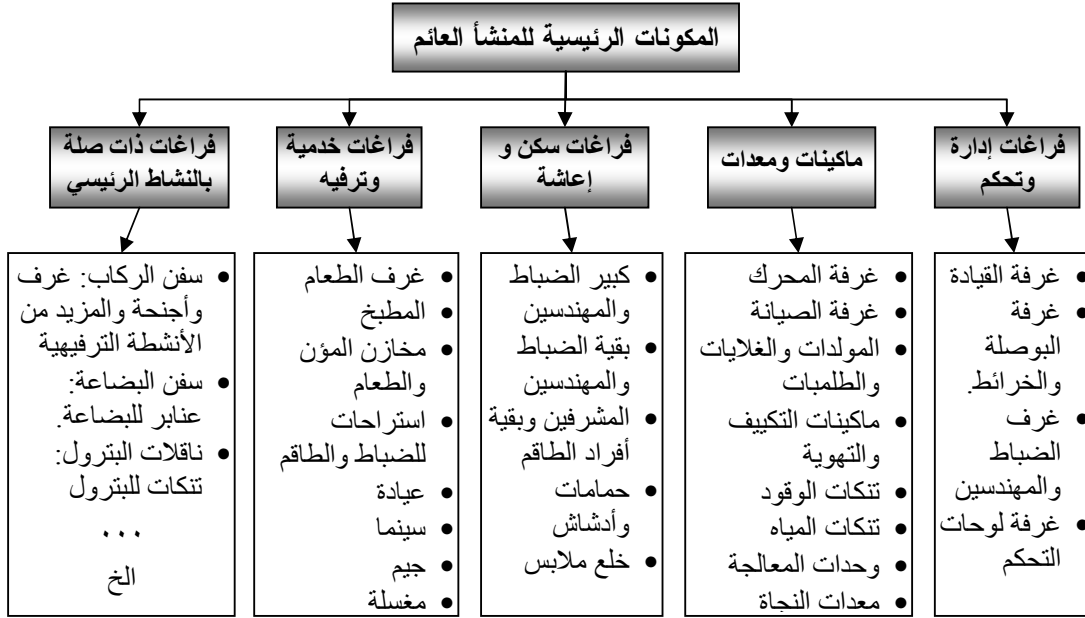 المكونات الرئيسية للمنشأ العائم
فراغات إدارة
وتحكم
• غرفة القيادة
• غرفة
البوصلة
والخرائط.
• غرف
الضباط
والمهندسين
• غرفة لوحات
التحكم
ماكينات ومعدات
• غرفة المحرك
• غرفة الصيانة
• المولدات والغلايات
والطلمبات
• ماكينات التكييف
والتهوية
• تنكات الوقود
• تنكات المياه
• وحدات المعالجة
• معدات النجاة
فراغات سكن و
إعاشة
• كبير الضباط
والمهندسين
• بقية الضباط
والمهندسين
• المشرفين وبقية
أفراد الطاقم
• حمامات
وأدشاش
• خلع ملابس
فراغات خدمية
وترفيه
• غرف الطعام
• المطبخ
• مخازن المؤن
والطعام
• استراحات
للضباط والطاقم
• عيادة
• سينما
• جيم
• مغسلة
فراغات ذات صلة
بالنشاط الرئيسي
• سفن الركاب: غرف
وأجنحة والمزيد من
الأنشطة الترفيهية
• سفن البضاعة:
عنابر للبضاعة.
• ناقلات البترول:
تنكات للبترول
...
الخ